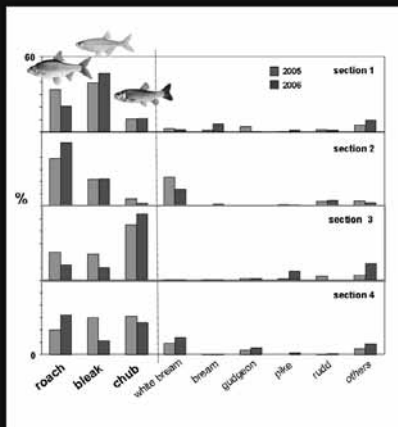 60
2005
2006
section 1
section 2
%
section 3
section 4
0
roach
bleak
chub
white bream
bream
gudgeon
pike
rudd
others